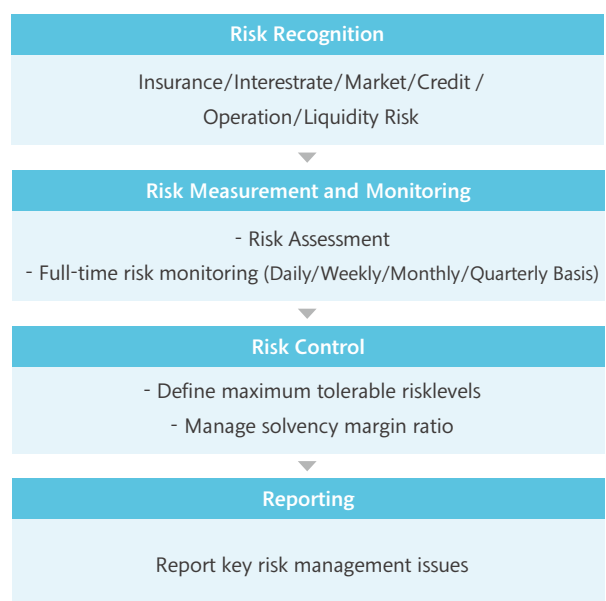 Risk Recognition
Insurance/Interestrate/Market/Credit /
Operation/Liquidity Risk
Risk Measurement and Monitoring
- Risk Assessment
- Full-time risk monitoring (Daily/Weekly/Monthly/Quarterly Basis)
Risk Control
- Define maximum tolerable risklevels
- Manage solvency margin ratio
Reporting
Report key risk management issues